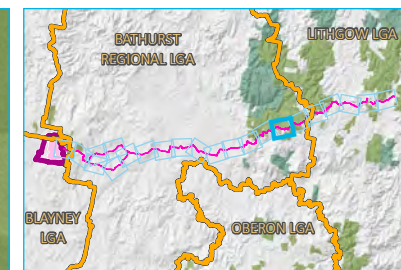 BATHURST
REGIONAL LGA
LITHGOW LGA
BLAYNEY
LGA
OBERON LGA